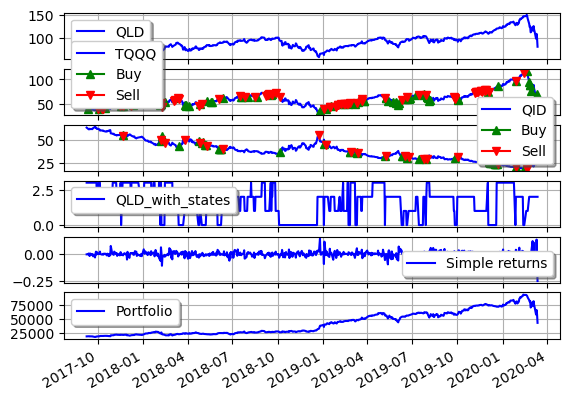 150
100
QLD
TQQQ
Buy
Sell
100
50
QID
Buy
Sell
50
25
2.5
0.0
QLD_with_states
0.00
-0.25
Simple returns
75000
50000
25000
Portfolio
2017-10
2018-01
2018-04
2018-07
2018-10
2019-01
2019-04
2019-07
2019-10
2020-01
2020-04